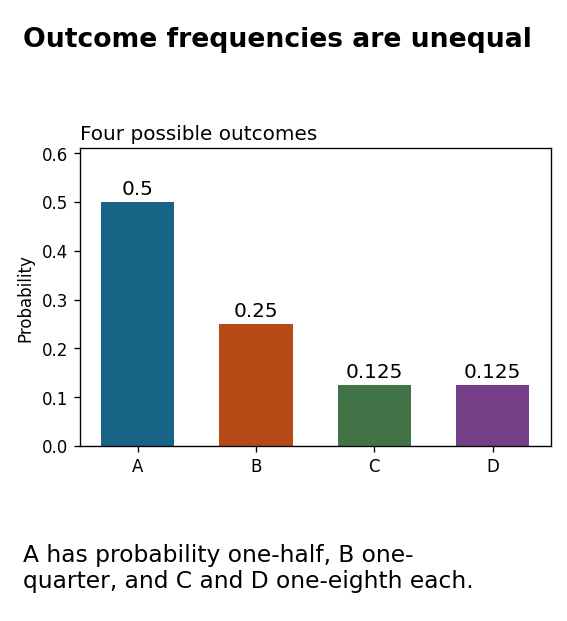 Outcome frequencies are unequal
Four possible outcomes
0.6
0.5
0.4
0.3
0.2
0.1
0.0
Probability
0.5
0.25
0.125
0.125
A
B
C
D
A has probability one-half, B one-
quarter, and C and D one-eighth each.